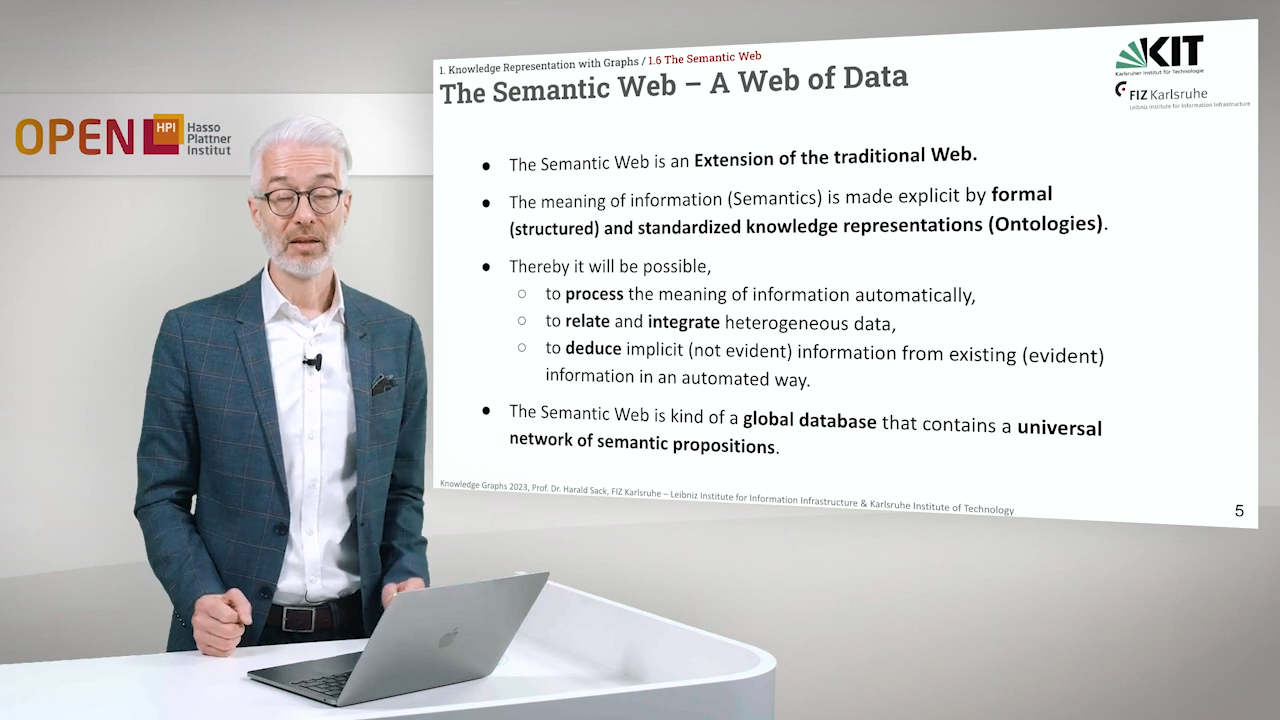 OPEN HPI Hasso
Plattner
Institut
1. Knowledge Representation with Graphs / 1.6 The Semantic Web
The Semantic Web – A Web of Data
KIT
Karlsruher Institut für Technologie
FIZ Karlsruhe
Leibniz Institute for Information Infrastructure
● The Semantic Web is an Extension of the traditional Web.
● The meaning of information (Semantics) is made explicit by formal
(structured) and standardized knowledge representations (Ontologies).
● Thereby it will be possible,
○ to process the meaning of information automatically,
○ to relate and integrate heterogeneous data,
○ to deduce implicit (not evident) information from existing (evident)
information in an automated way.
● The Semantic Web is kind of a global database that contains a universal
network of semantic propositions.
Knowledge Graphs 2023, Prof. Dr. Harald Sack, FIZ Karlsruhe – Leibniz Institute for Information Infrastructure & Karlsruhe Institute of Technology
5